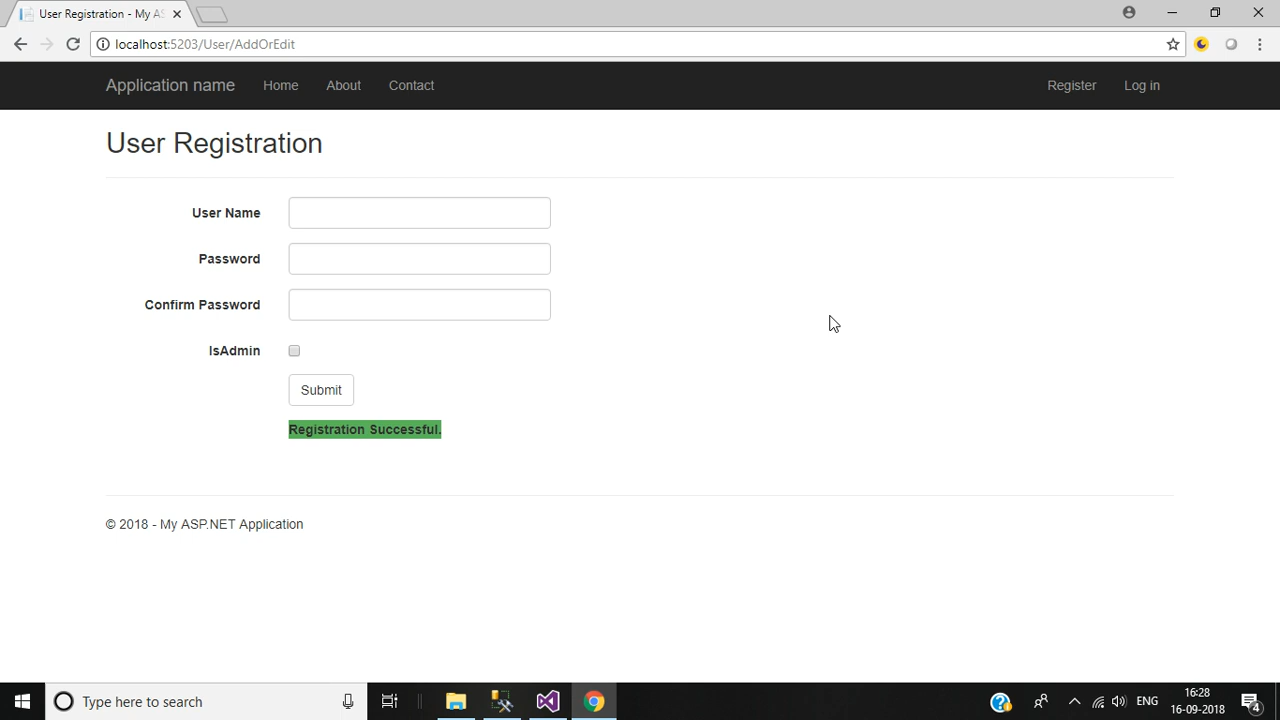 User Registration - My AS
localhost:5203/User/AddOrEdit
Application name Home About Contact Register Log in
User Registration
User Name
Password
Confirm Password
IsAdmin
Submit
Registration Successful.
© 2018 - My ASP.NET Application
Type here to search
ENG
16:28
16-09-2018
4